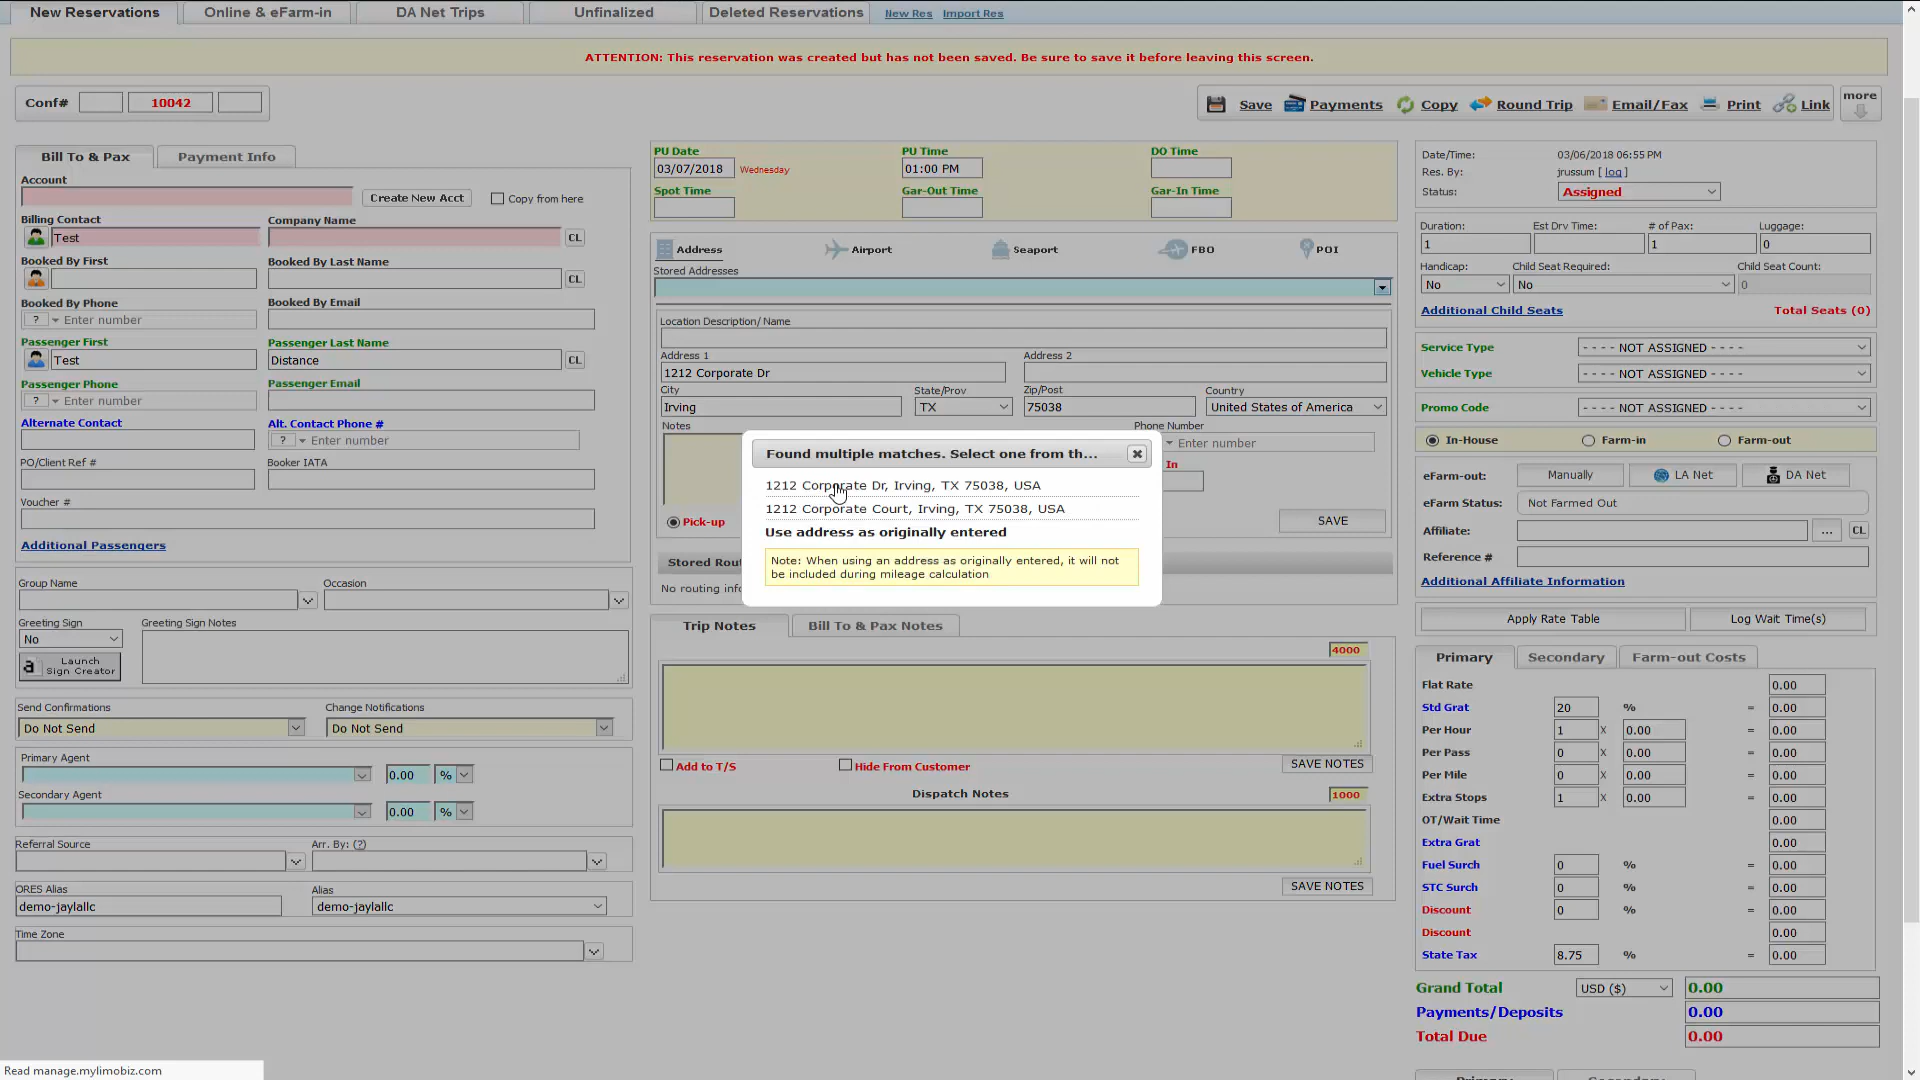 New Reservations
Online & eFarm-in
DA Net Trips
Unfinalized
Deleted Reservations
New Res
Import Res
ATTENTION: This reservation was created but has not been saved. Be sure to save it before leaving this screen.
Conf#
10042
Save
Payments
Copy
Round Trip
Email/Fax
Print
Link
more
Bill To & Pax
Payment Info
Account
Create New Acct
Copy from here
Billing Contact
Company Name
Test
CL
Booked By First
Booked By Last Name
CL
Booked By Phone
Booked By Email
? Enter number
Passenger First
Passenger Last Name
Test
Distance
CL
Passenger Phone
Passenger Email
? Enter number
Alternate Contact
Alt. Contact Phone #
? Enter number
PO/Client Ref #
Booker IATA
Voucher #
Additional Passengers
Group Name
Occasion
Greeting Sign
Greeting Sign Notes
No
a Launch
Sign Creator
Send Confirmations
Change Notifications
Do Not Send
Do Not Send
Primary Agent
0.00
%
Secondary Agent
0.00
%
Referral Source
Arr. By: (?)
ORES Alias
Alias
demo-jaylallc
demo-jaylallc
Time Zone
Read manage.mylimobiz.com
PU Date
PU Time
DO Time
03/07/2018
Wednesday
01:00 PM
Spot Time
Gar-Out Time
Gar-In Time
Address
Airport
Seaport
FBO
POI
Stored Addresses
Location Description/ Name
Address 1
Address 2
1212 Corporate Dr
City
State/Prov
Zip/Post
Country
Irving
TX
75038
United States of America
Notes
Phone Number
Enter number
In
Pick-up
SAVE
Found multiple matches. Select one from th...
1212 Corporate Dr, Irving, TX 75038, USA
1212 Corporate Court, Irving, TX 75038, USA
Use address as originally entered
Note: When using an address as originally entered, it will not
be included during mileage calculation
Stored Rou
No routing info
Trip Notes
Bill To & Pax Notes
4000
Add to T/S
Hide From Customer
SAVE NOTES
Dispatch Notes
1000
SAVE NOTES
Date/Time:
03/06/2018 06:55 PM
Res. By:
jrussum [ log ]
Status:
Assigned
Duration:
Est Drv Time:
# of Pax:
Luggage:
1
1
0
Handicap:
Child Seat Required:
Child Seat Count:
No
No
0
Additional Child Seats
Total Seats (0)
Service Type
- - - - NOT ASSIGNED - - - -
Vehicle Type
- - - - NOT ASSIGNED - - - -
Promo Code
- - - - NOT ASSIGNED - - - -
In-House
Farm-in
Farm-out
eFarm-out:
Manually
LA Net
DA Net
eFarm Status:
Not Farmed Out
Affiliate:
...
CL
Reference #
Additional Affiliate Information
Apply Rate Table
Log Wait Time(s)
Primary
Secondary
Farm-out Costs
Flat Rate
0.00
Std Grat
20
%
=
0.00
Per Hour
1
X
0.00
=
0.00
Per Pass
0
X
0.00
=
0.00
Per Mile
0
X
0.00
=
0.00
Extra Stops
1
X
0.00
=
0.00
OT/Wait Time
0.00
Extra Grat
0.00
Fuel Surch
0
%
=
0.00
STC Surch
0
%
=
0.00
Discount
0
%
=
0.00
Discount
0.00
State Tax
8.75
%
=
0.00
Grand Total
USD ($)
0.00
Payments/Deposits
0.00
Total Due
0.00